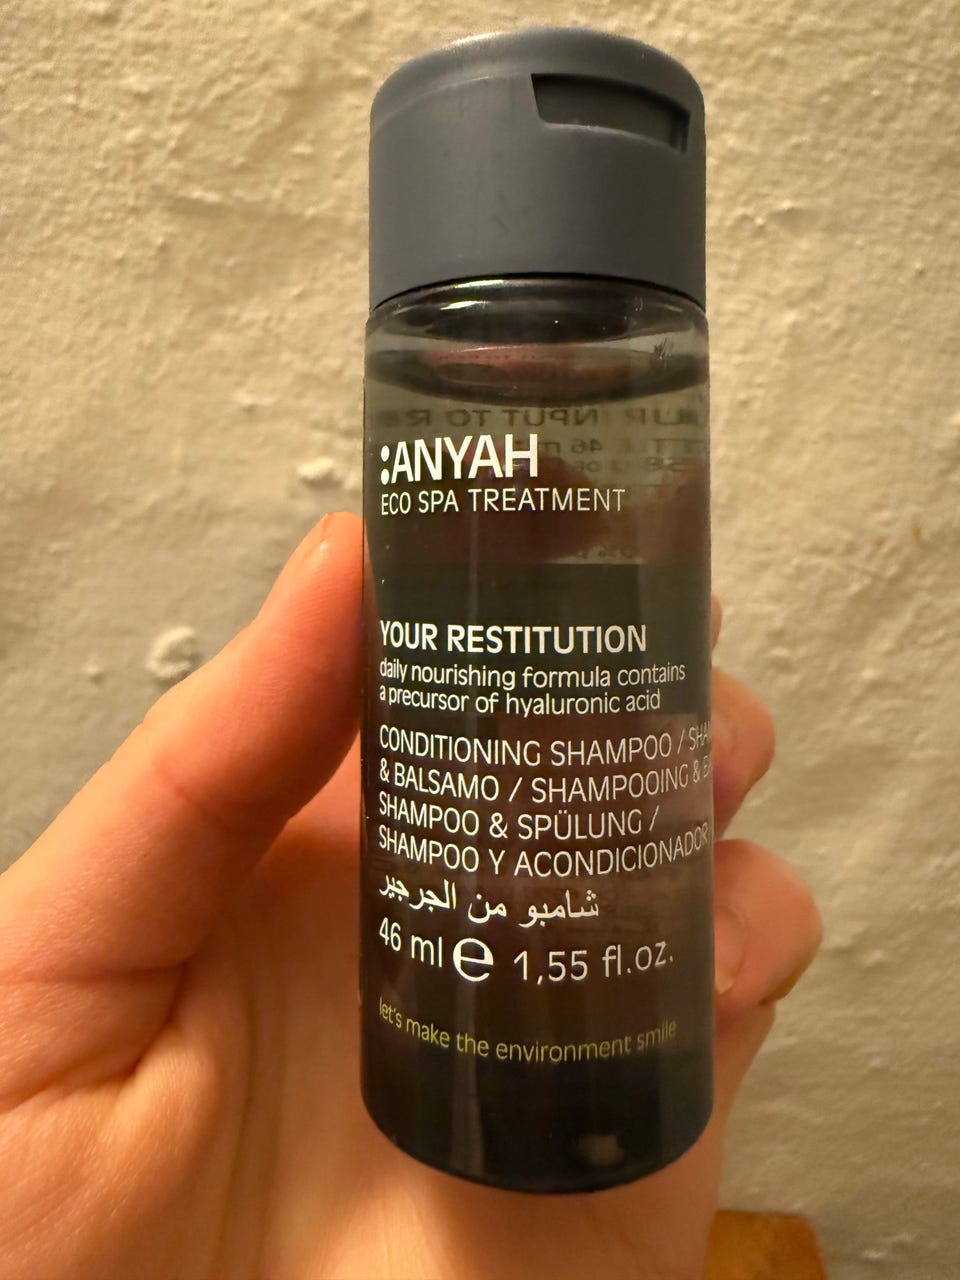 :ANYAH
ECO SPA TREATMENT
YOUR RESTITUTION
daily nourishing formula contains
a precursor of hyaluronic acid
CONDITIONING SHAMPOO /
& BALSAMO / SHAMPOOING &
SHAMPOO & SPÜLUNG /
SHAMPOO Y ACONDICIONADOR
شامبو من الجرجير
46 ml e 1,55 fl.oz.
let's make the environment smile